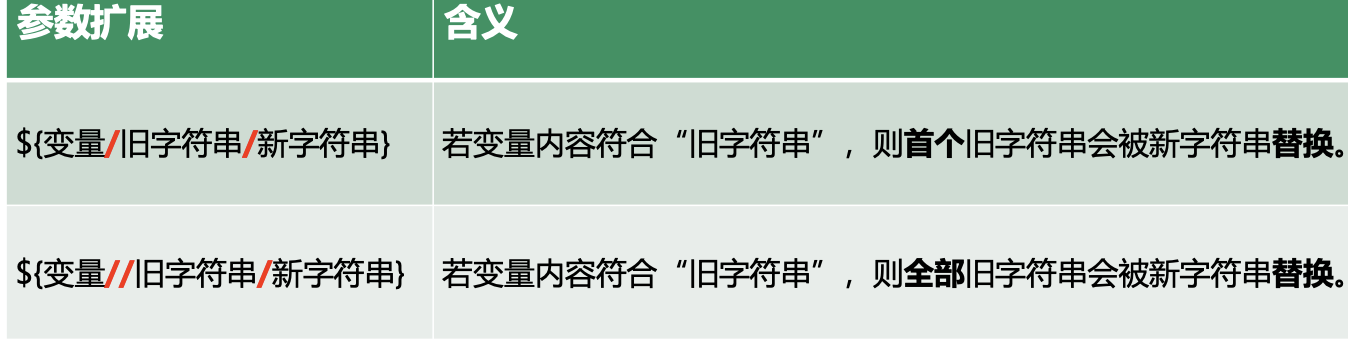 参数扩展 含义
${变量/旧字符串/新字符串} 若变量内容符合“旧字符串”，则首个旧字符串会被新字符串替换。
${变量//旧字符串/新字符串} 若变量内容符合“旧字符串”，则全部旧字符串会被新字符串替换。